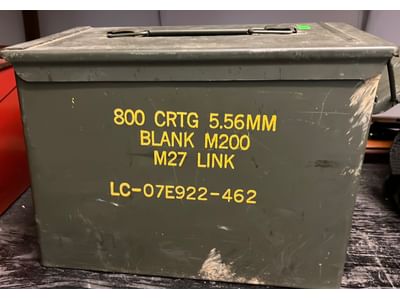 800 CRTG 5.56MM
BLANK M200
M27 LINK
LC-07E922-462